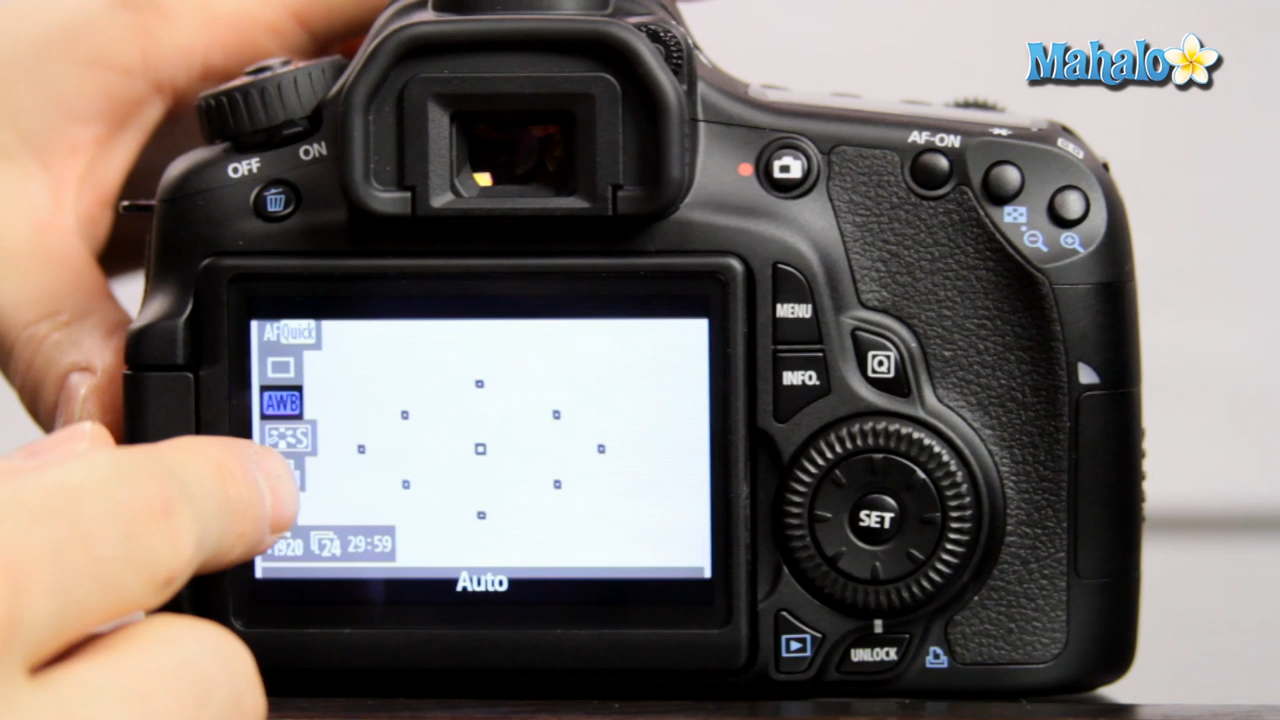 Mahalo
AF-ON
OFF
ON
MENU
INFO.
Q
AFQuick
AWB
S
1920
24
29:59
Auto
SET
UNLOCK